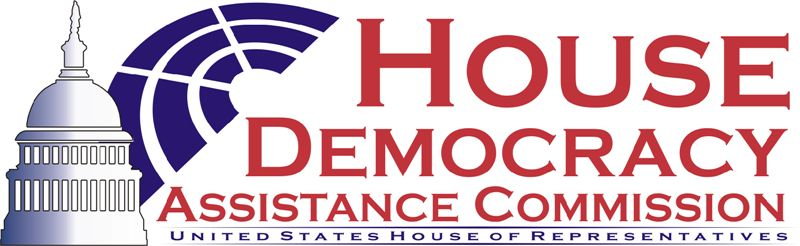 HOUSE
DEMOCRACY
ASSISTANCE COMMISSION
UNITED STATES HOUSE OF REPRESENTATIVES